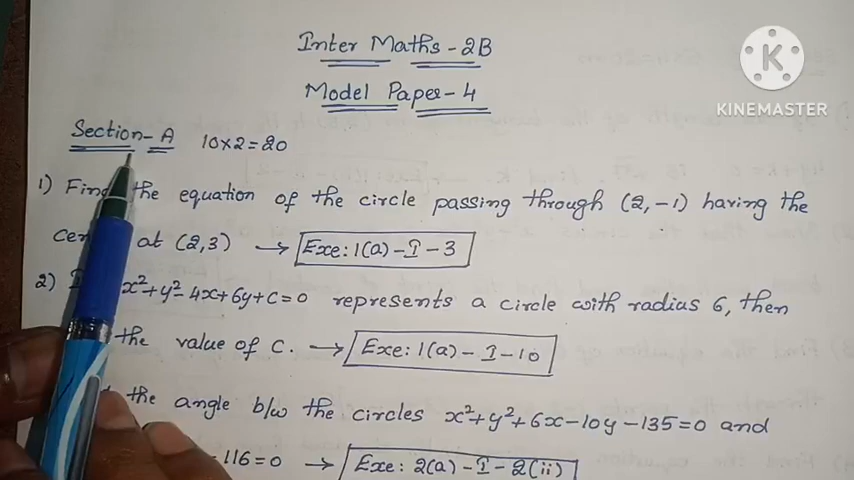 Inter Maths - 2B
Model Paper - 4
K
KINEMASTER
Section - A 10×2=20
1) Find the equation of the circle passing through (2,-1) having the
at (2,3) → Exe: 1(a) - I - 3
2) x²+y²-4x+6y+c=0 represents a circle with radius 6, then
the value of C. → Exe: 1(a) - I - 10
the angle b/w the circles x²+y²+6x-10y-135=0 and
116=0 → Exe: 2(a) - I - 2(ii)